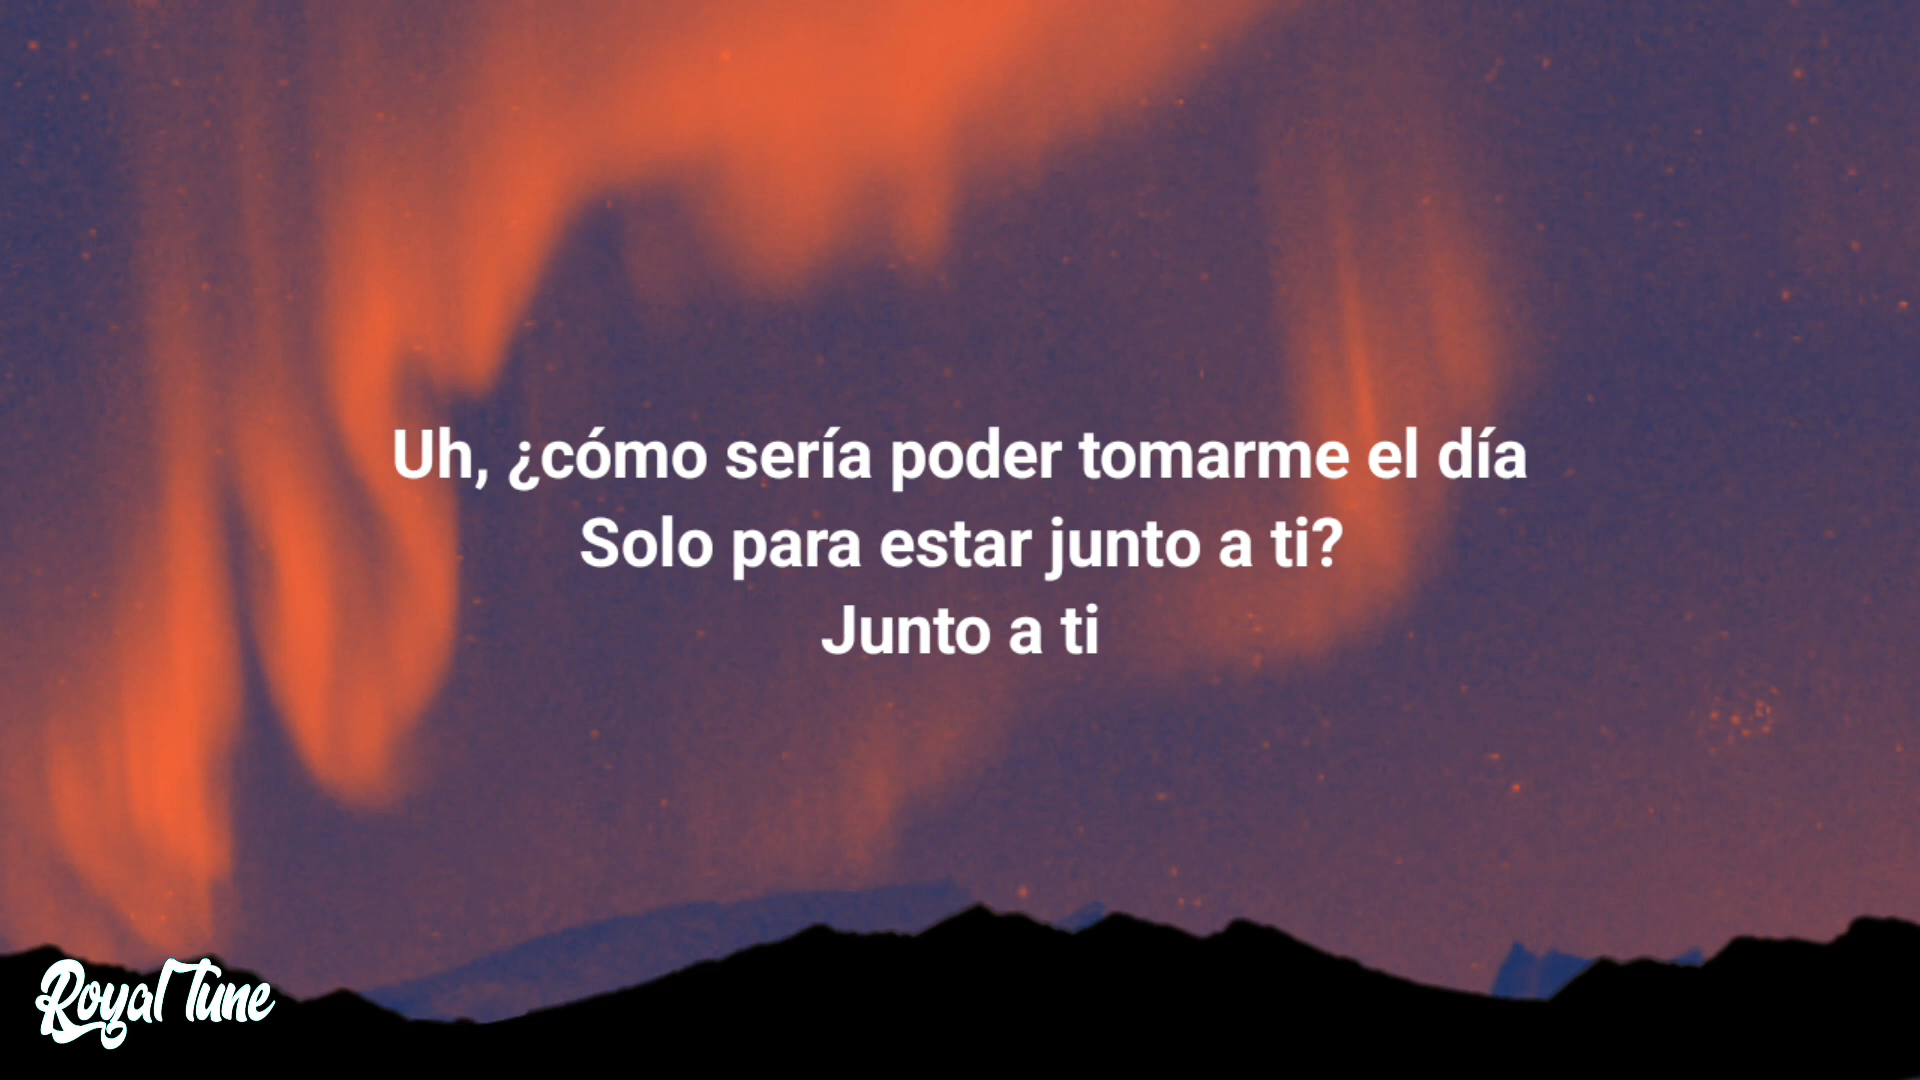 Uh, ¿cómo sería poder tomarme el día
Solo para estar junto a ti?
Junto a ti
Royal Tune